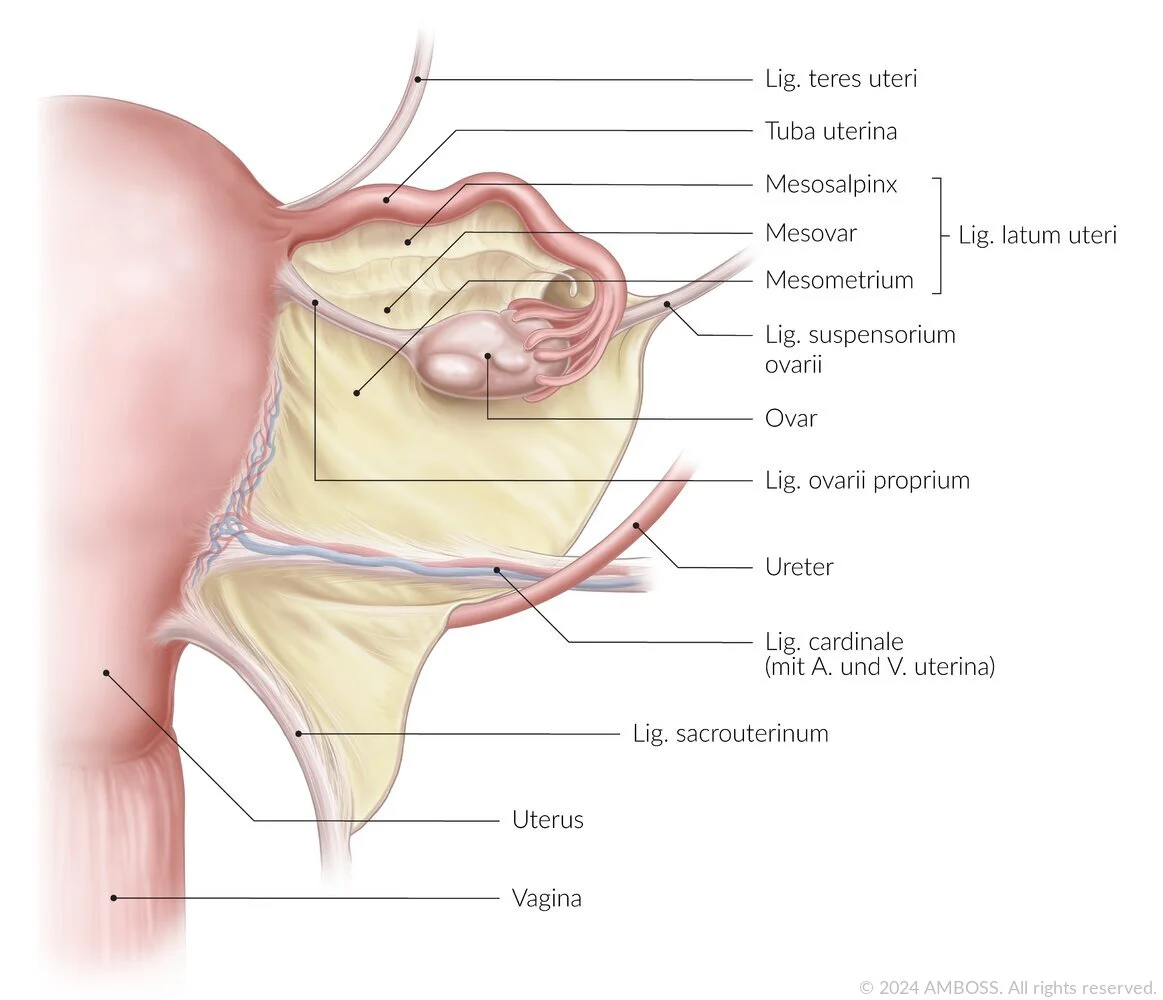 Lig. teres uteri
Tuba uterina
Mesosalpinx
Mesovar
Lig. latum uteri
Mesometrium
Lig. suspensorium
ovarii
Ovar
Lig. ovarii proprium
Ureter
Lig. cardinale
(mit A. und V. uterina)
Lig. sacrouterinum
Uterus
Vagina
© 2024 AMBOSS. All rights reserved.